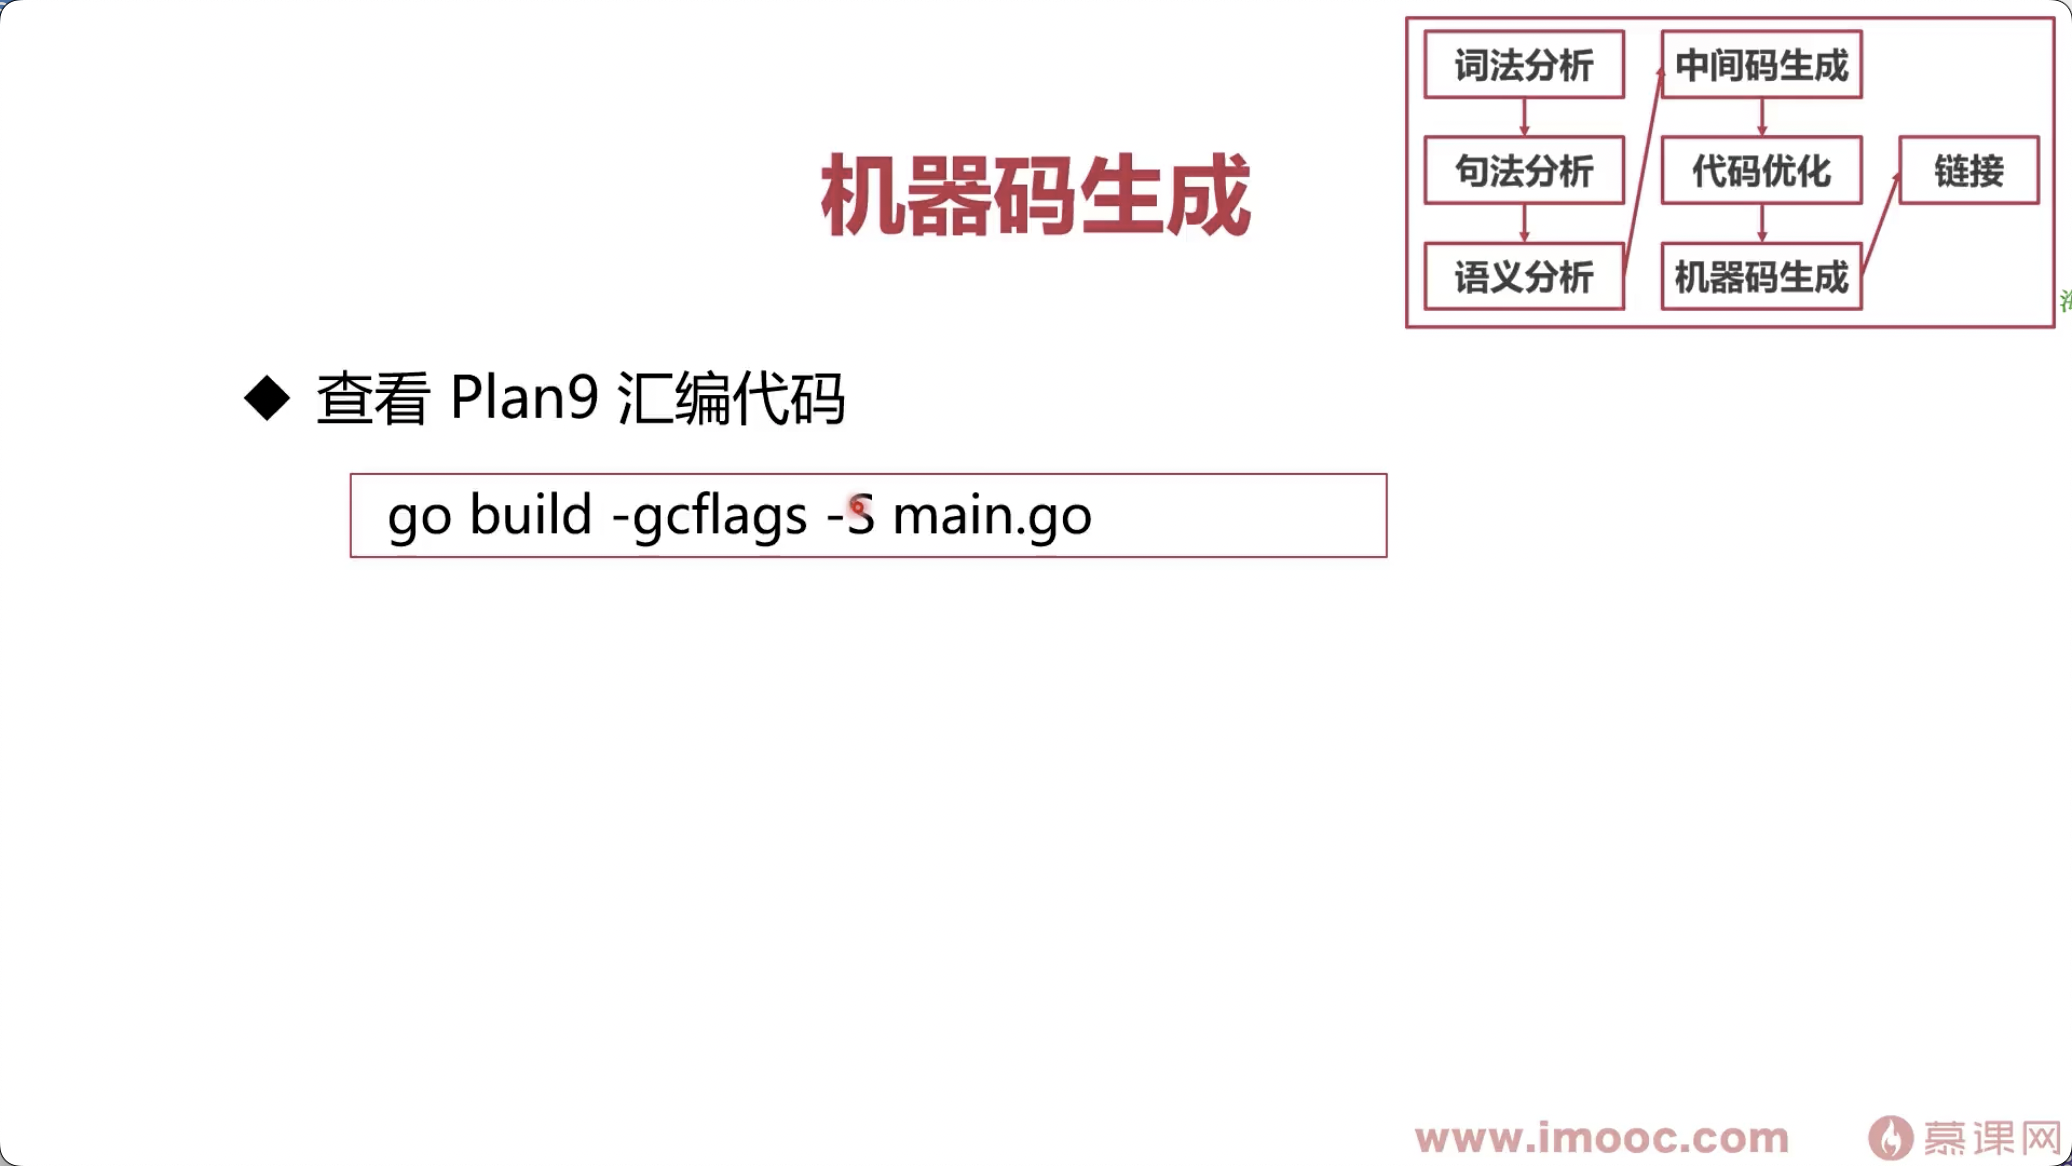 机器码生成
词法分析
句法分析
语义分析
中间码生成
代码优化
机器码生成
链接
◆ 查看 Plan9 汇编代码
go build -gcflags -S main.go
www.imooc.com 慕课网